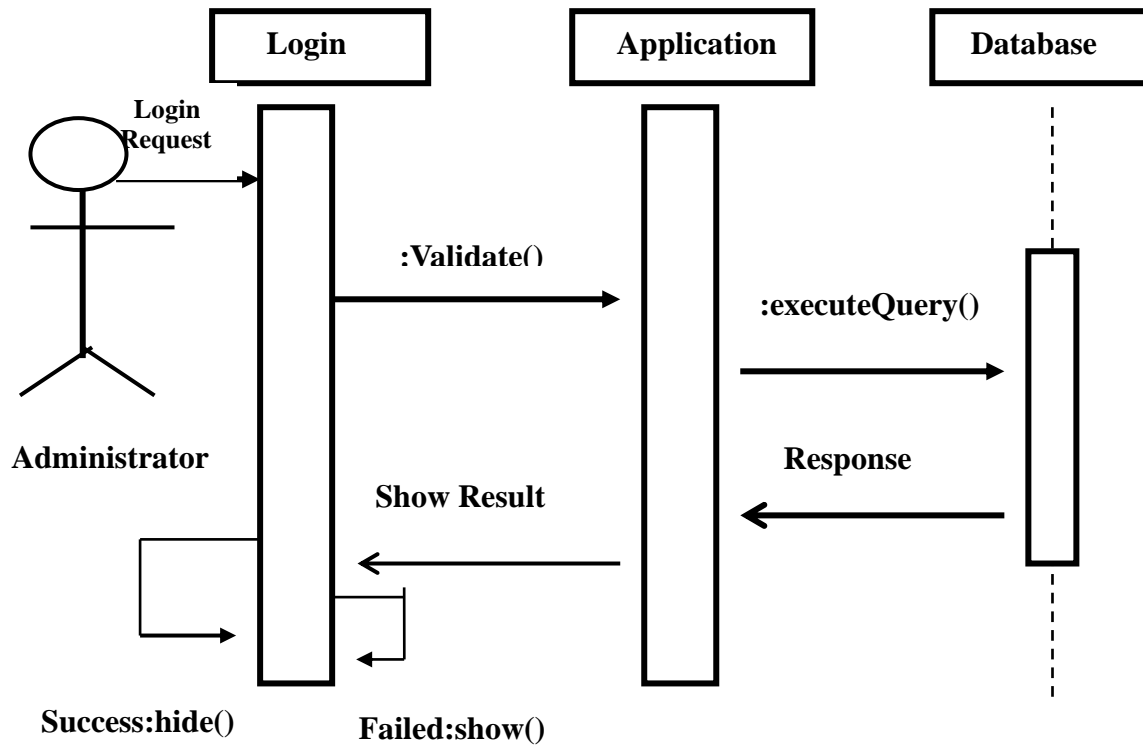 Login
Application
Database
Login
Request
:Validate()
:executeQuery()
Administrator
Response
Show Result
Success:hide()
Failed:show()